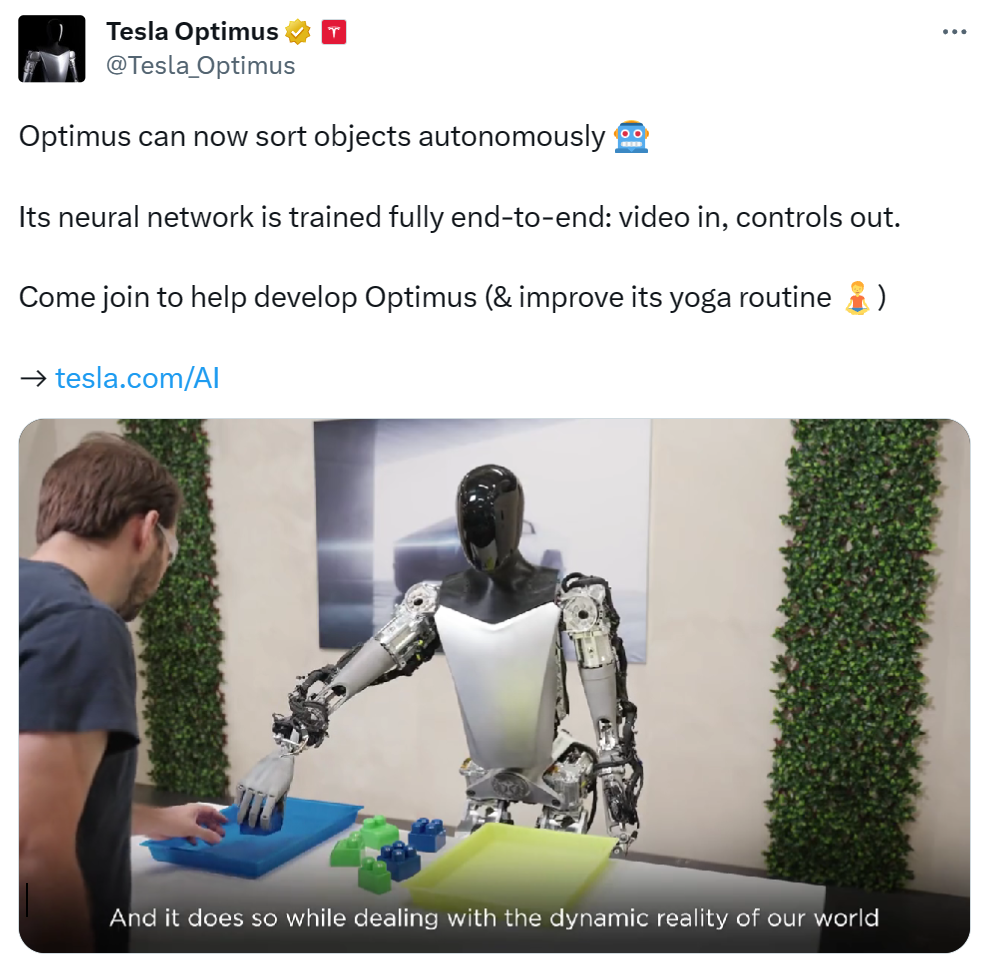 Tesla Optimus
@Tesla_Optimus
Optimus can now sort objects autonomously 🤖
Its neural network is trained fully end-to-end: video in, controls out.
Come join to help develop Optimus (& improve its yoga routine 🧘)
→ tesla.com/AI
And it does so while dealing with the dynamic reality of our world